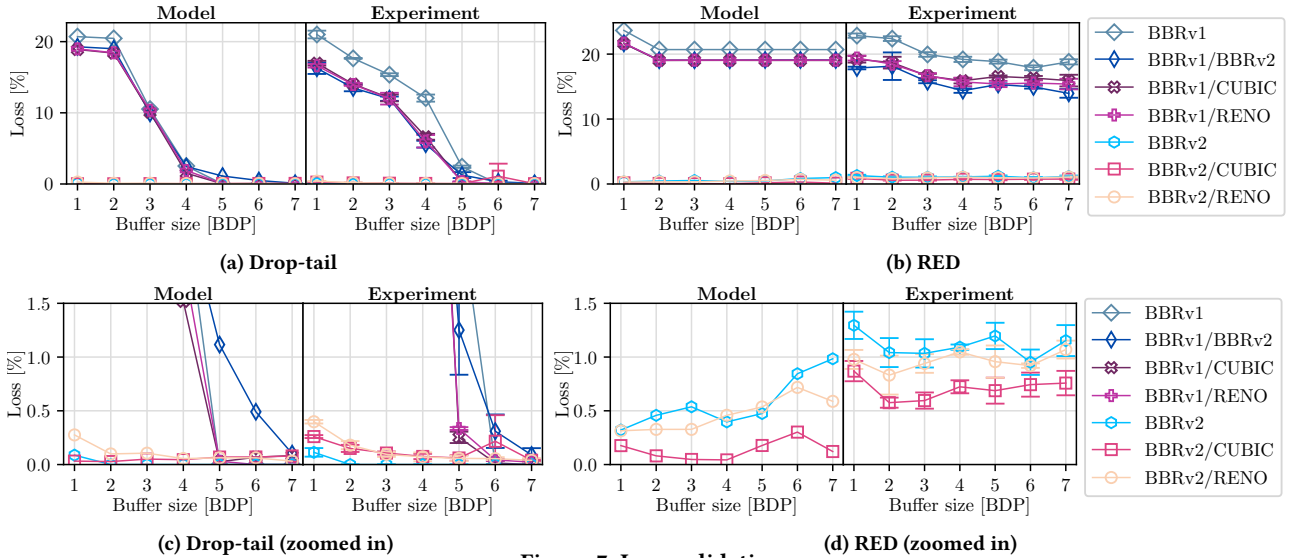 Model Experiment Model Experiment
20
10
0
Loss [%]
1 2 3 4 5 6 7 1 2 3 4 5 6 7
Buffer size [BDP] Buffer size [BDP]
(a) Drop-tail
20
10
0
Loss [%]
1 2 3 4 5 6 7 1 2 3 4 5 6 7
Buffer size [BDP] Buffer size [BDP]
(b) RED
BBRv1
BBRv1/BBRv2
BBRv1/CUBIC
BBRv1/RENO
BBRv2
BBRv2/CUBIC
BBRv2/RENO
Model Experiment Model Experiment
1.5
1.0
0.5
0.0
Loss [%]
1 2 3 4 5 6 7 1 2 3 4 5 6 7
Buffer size [BDP] Buffer size [BDP]
(c) Drop-tail (zoomed in)
1.5
1.0
0.5
0.0
Loss [%]
1 2 3 4 5 6 7 1 2 3 4 5 6 7
Buffer size [BDP] Buffer size [BDP]
(d) RED (zoomed in)
BBRv1
BBRv1/BBRv2
BBRv1/CUBIC
BBRv1/RENO
BBRv2
BBRv2/CUBIC
BBRv2/RENO